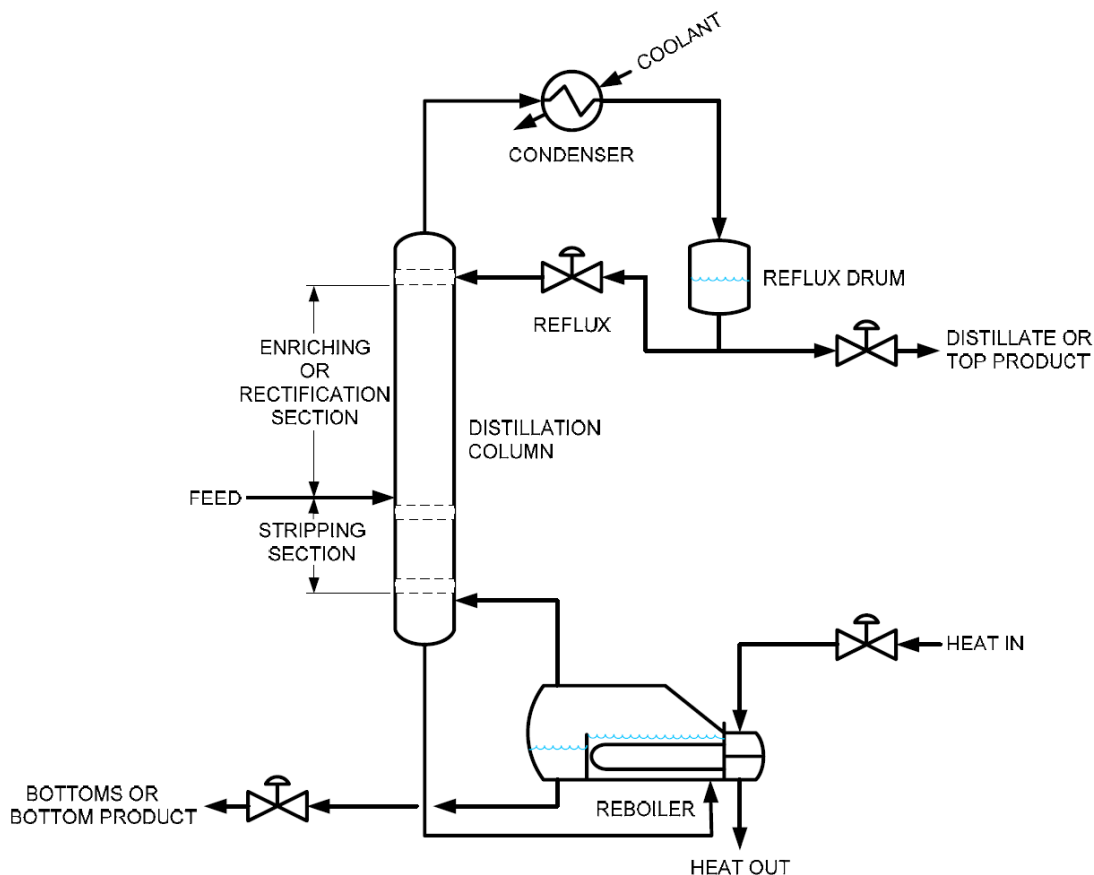 COOLANT
CONDENSER
REFLUX DRUM
REFLUX
DISTILLATE OR
TOP PRODUCT
ENRICHING
OR
RECTIFICATION
SECTION
DISTILLATION
COLUMN
FEED
STRIPPING
SECTION
HEAT IN
BOTTOMS OR
BOTTOM PRODUCT
REBOILER
HEAT OUT